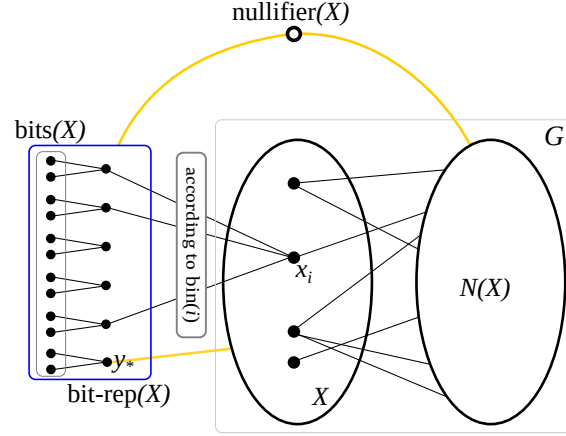 nullifier(X)
bits(X)
G
according to bin(i)
x_i
N(X)
y_*
X
bit-rep(X)